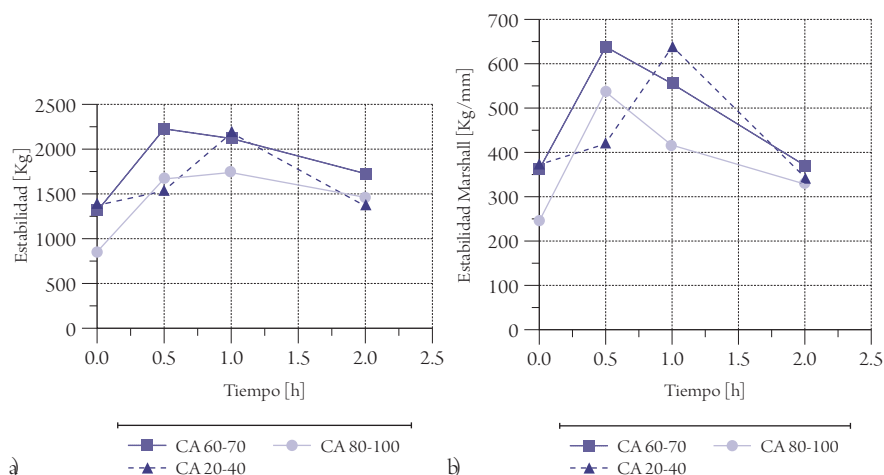 Estabilidad [Kg]
2500
2000
1500
1000
500
0
0.0 0.5 1.0 1.5 2.0 2.5
Tiempo [h]
CA 60-70 CA 80-100
CA 20-40
a)
Estabilidad Marshall [Kg/mm]
700
600
500
400
300
200
100
0
0.0 0.5 1.0 1.5 2.0 2.5
Tiempo [h]
CA 60-70 CA 80-100
CA 20-40
b)